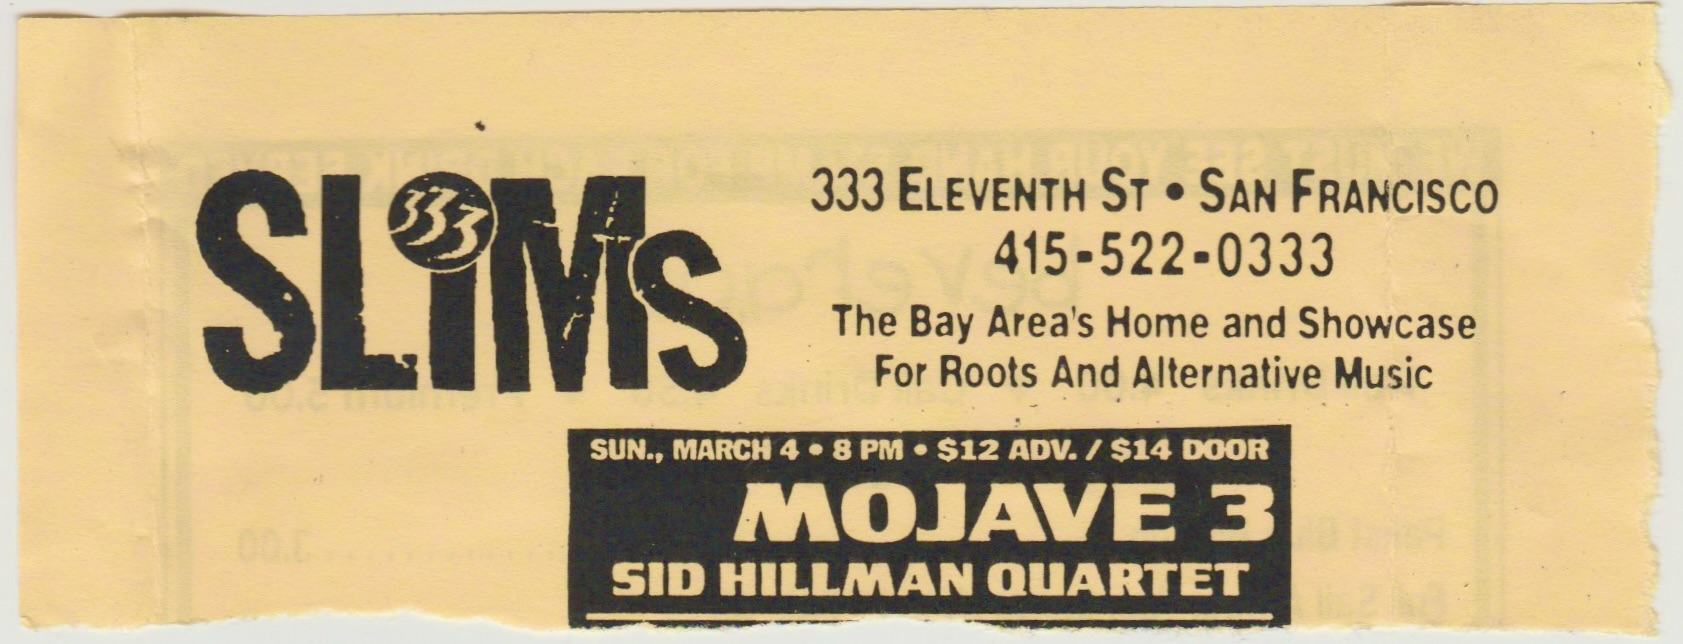 SLiMs
333
333 ELEVENTH ST • SAN FRANCISCO
415-522-0333
The Bay Area's Home and Showcase
For Roots And Alternative Music
SUN., MARCH 4 • 8 PM • $12 ADV. / $14 DOOR
MOJAVE 3
SID HILLMAN QUARTET